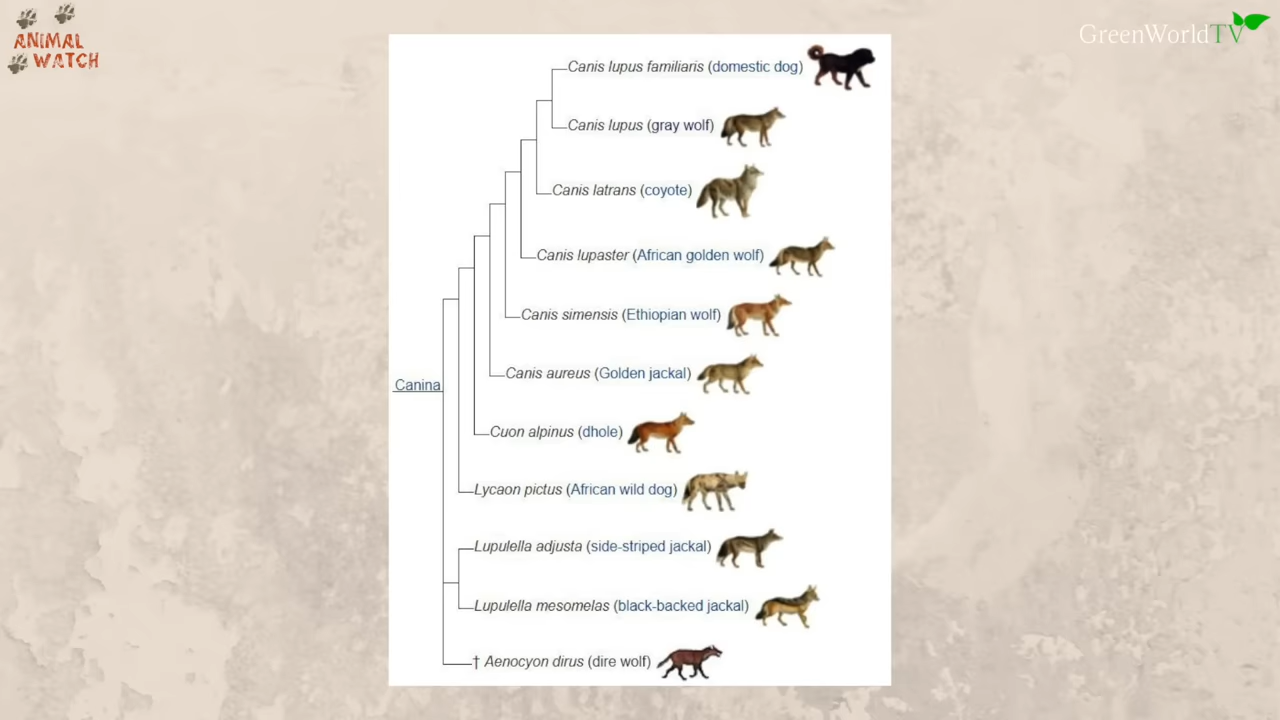 ANIMAL
WATCH
GreenWorldTV
Canis lupus familiaris (domestic dog)
Canis lupus (gray wolf)
Canis latrans (coyote)
Canis lupaster (African golden wolf)
Canis simensis (Ethiopian wolf)
Canis aureus (Golden jackal)
Canina
Cuon alpinus (dhole)
Lycaon pictus (African wild dog)
Lupulella adjusta (side-striped jackal)
Lupulella mesomelas (black-backed jackal)
† Aenocyon dirus (dire wolf)